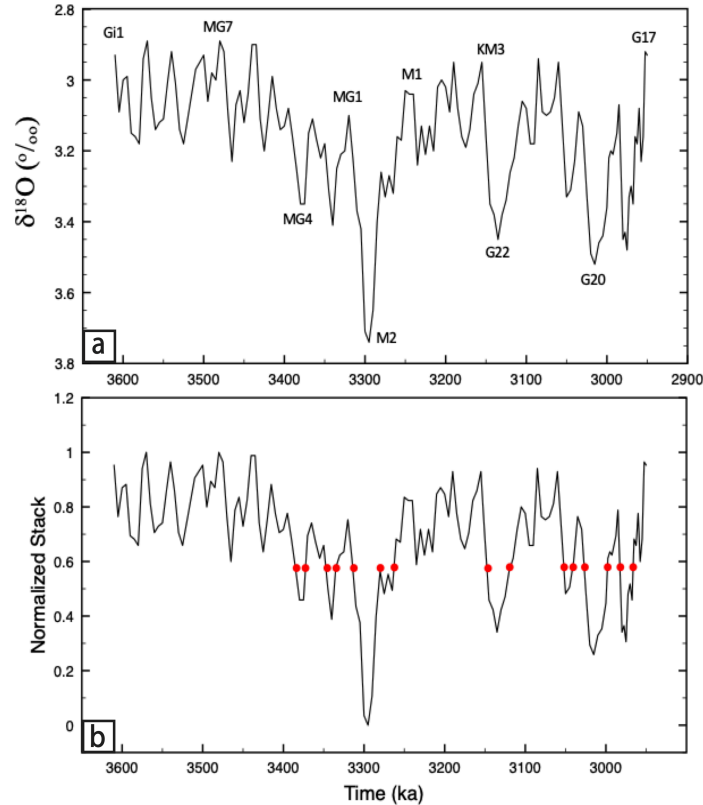 2.8
3
3.2
3.4
3.6
3.8
δ¹⁸O (º/ₒₒ)
Gi1
MG7
G17
KM3
M1
MG1
MG4
G22
G20
M2
a
3600
3500
3400
3300
3200
3100
3000
2900
1.2
1
0.8
0.6
0.4
0.2
0
Normalized Stack
b
3600
3500
3400
3300
3200
3100
3000
Time (ka)